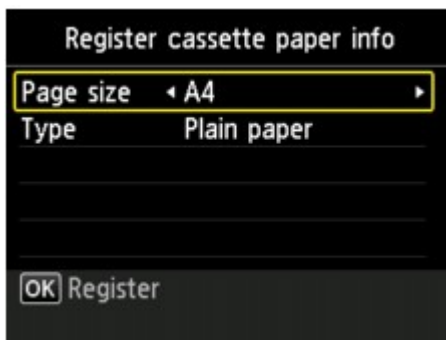 Register cassette paper info
Page size A4
Type Plain paper
OK Register